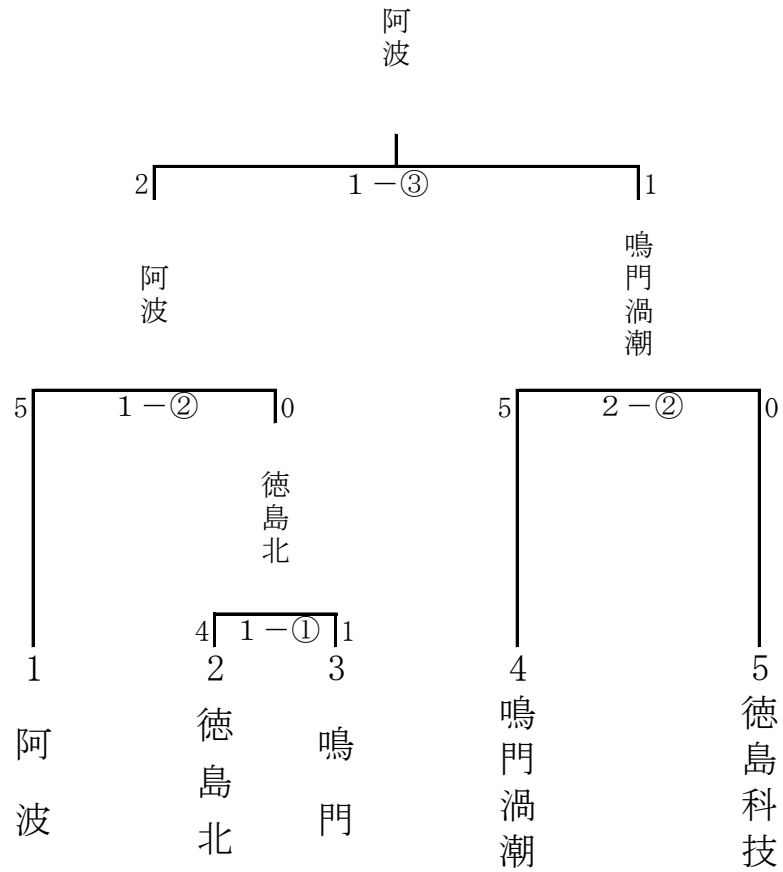 阿波
2 1－③ 1
阿波 鳴門渦潮
5 1－② 0 5 2－② 0
徳島北
4 1－① 1
1 2 3 4 5
阿波 徳島北 鳴門 鳴門渦潮 徳島科技